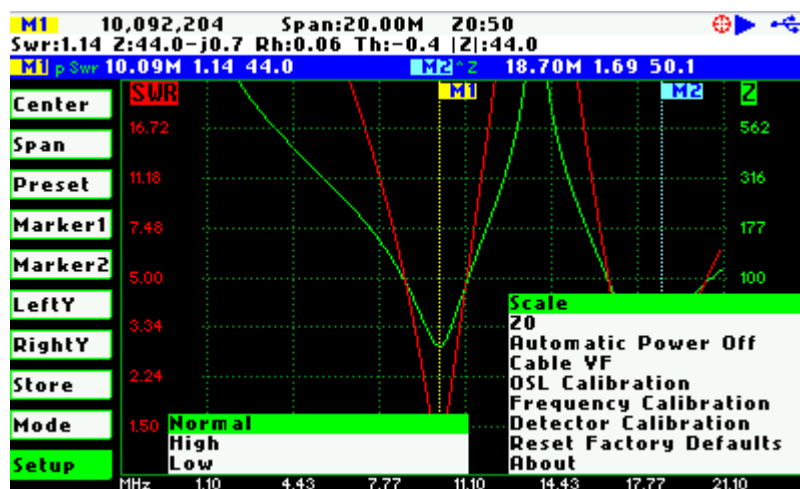 M1 10,092,204 Span:20.00M Z0:50
Swr:1.14 Z:44.0-j0.7 Rh:0.06 Th:-0.4 |Z|:44.0
M1 p Swr 10.09M 1.14 44.0 M2 ^ Z 18.70M 1.69 50.1
SWR M1 M2 Z
Center
16.72 562
Span
Preset 11.18 316
Marker1 7.48 177
Marker2 5.00 100
LeftY
Scale
Z0
RightY 3.34
Automatic Power Off
Cable VF
Store 2.24
OSL Calibration
Frequency Calibration
Mode 1.50 Normal
Detector Calibration
High
Reset Factory Defaults
Setup
Low
About
MHz 1.10 4.43 7.77 11.10 14.43 17.77 21.10